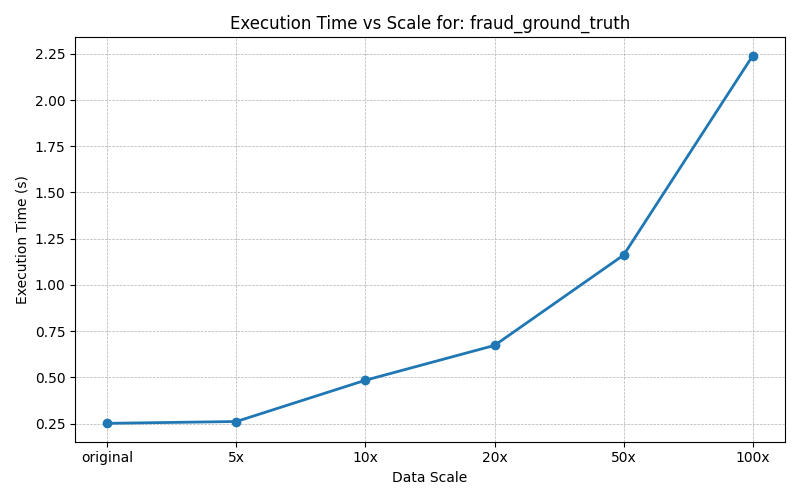 Execution Time vs Scale for: fraud_ground_truth
2.25
2.00
1.75
1.50
1.25
1.00
0.75
0.50
0.25
Execution Time (s)
original 5x 10x 20x 50x 100x
Data Scale